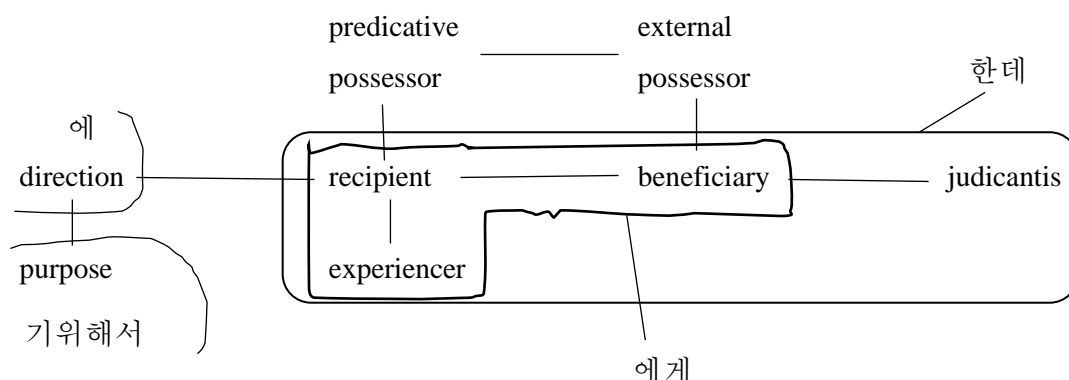 predicative external
possessor possessor
한데
에
direction recipient beneficiary judicantis
purpose experiencer
기위해서
에게